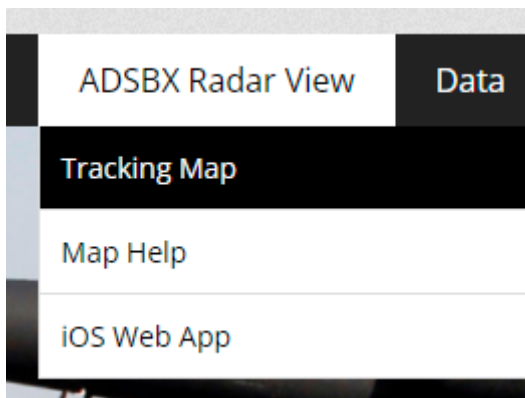 ADSBX Radar View Data
Tracking Map
Map Help
iOS Web App